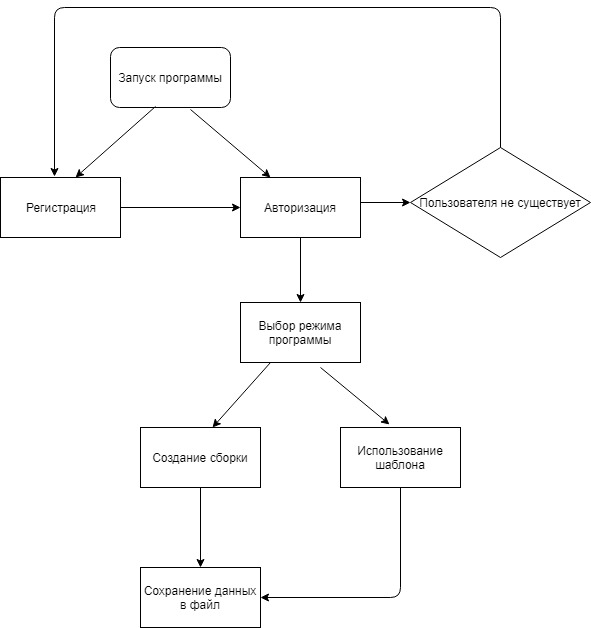 Запуск программы
Регистрация
Авторизация
Пользователя не существует
Выбор режима
программы
Создание сборки
Использование
шаблона
Сохранение данных
в файл